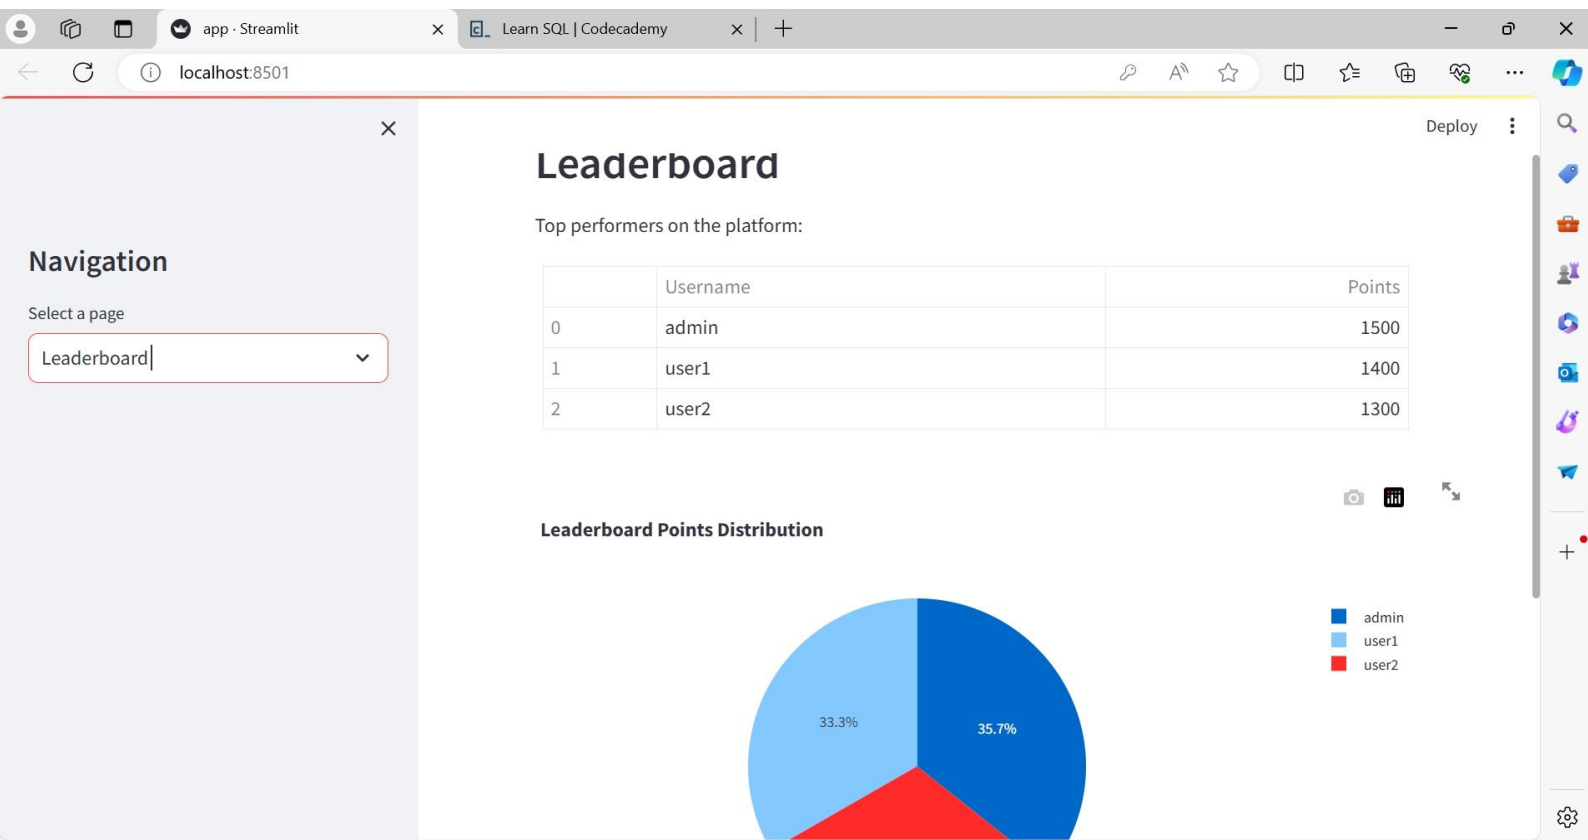 app · Streamlit
Learn SQL | Codecademy
localhost:8501
Deploy
Navigation
Select a page
Leaderboard
Leaderboard
Top performers on the platform:
Username Points
0 admin 1500
1 user1 1400
2 user2 1300
Leaderboard Points Distribution
admin
user1
user2
33.3%
35.7%